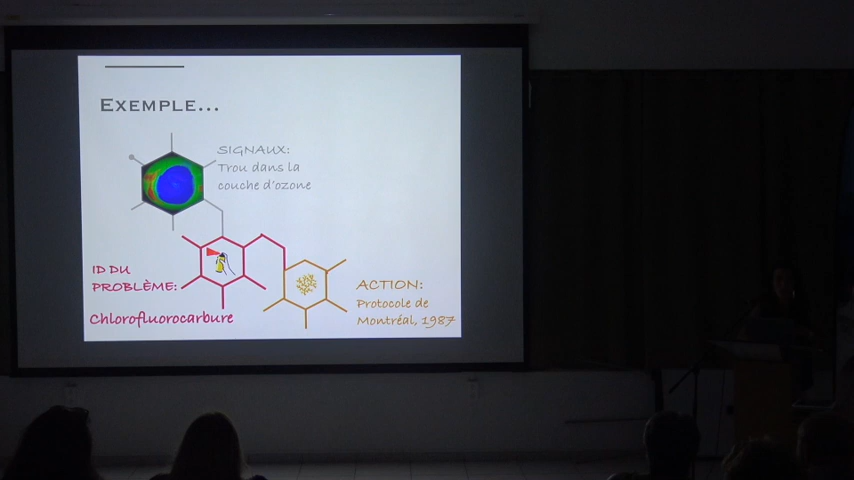 EXEMPLE...
SIGNAUX:
Trou dans la
couche d'ozone
ID DU
PROBLÈME:
Chlorofluorocarbure
ACTION:
Protocole de
Montréal, 1987